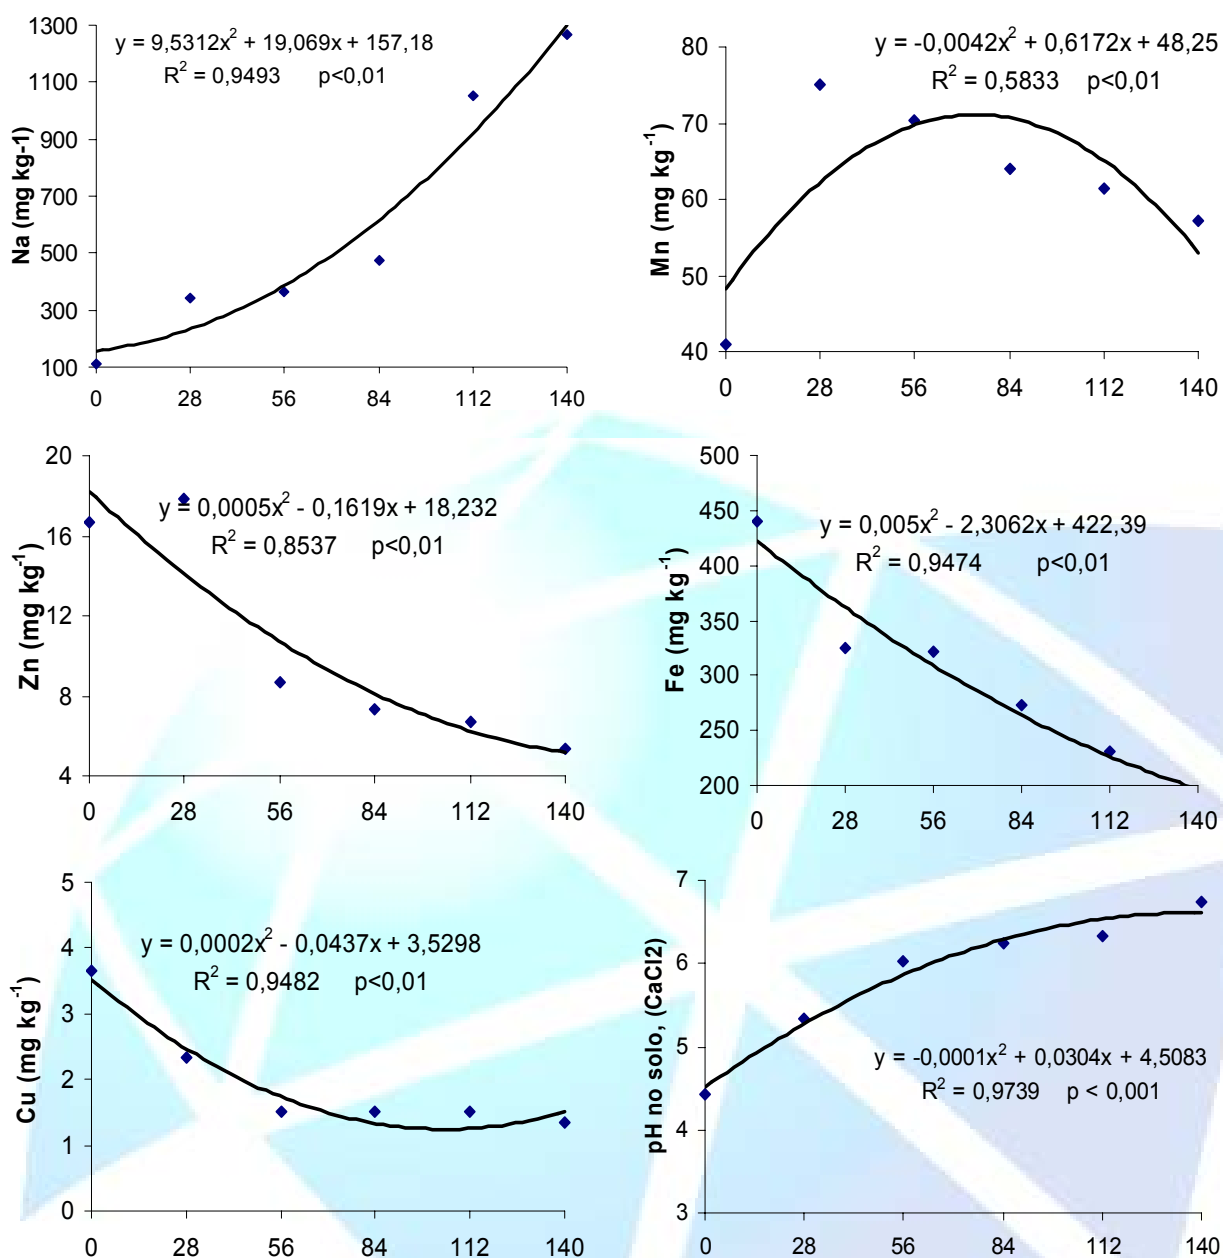 y = 9,5312x² + 19,069x + 157,18
R² = 0,9493 p<0,01
Na (mg kg-1)
1300
1100
900
700
500
300
100
0 28 56 84 112 140
y = -0,0042x² + 0,6172x + 48,25
R² = 0,5833 p<0,01
Mn (mg kg⁻¹)
80
70
60
50
40
0 28 56 84 112 140
y = 0,0005x² - 0,1619x + 18,232
R² = 0,8537 p<0,01
Zn (mg kg⁻¹)
20
16
12
8
4
0 28 56 84 112 140
y = 0,005x² - 2,3062x + 422,39
R² = 0,9474 p<0,01
Fe (mg kg⁻¹)
500
450
400
350
300
250
200
0 28 56 84 112 140
y = 0,0002x² - 0,0437x + 3,5298
R² = 0,9482 p<0,01
Cu (mg kg⁻¹)
5
4
3
2
1
0
0 28 56 84 112 140
y = -0,0001x² + 0,0304x + 4,5083
R² = 0,9739 p < 0,001
pH no solo, (CaCl2)
7
6
5
4
3
0 28 56 84 112 140